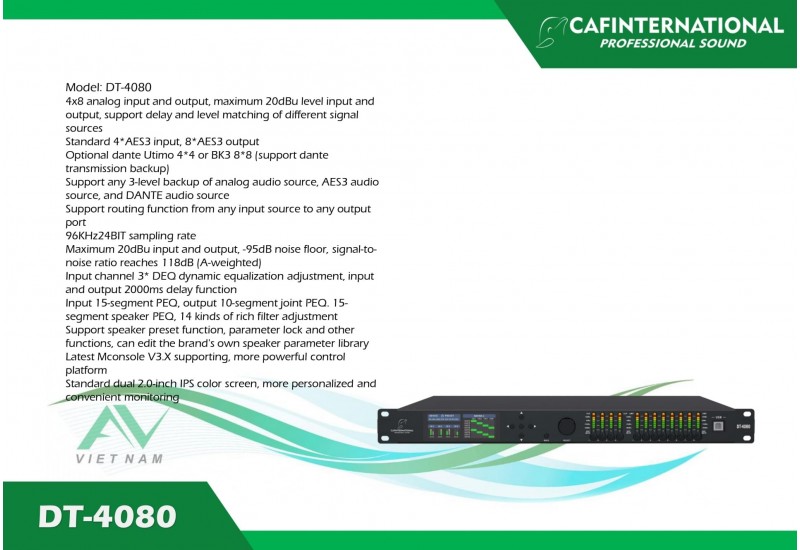 CAFINTERNATIONAL
PROFESSIONAL SOUND
Model: DT-4080
4x8 analog input and output, maximum 20dBu level input and
output, support delay and level matching of different signal
sources
Standard 4*AES3 input, 8*AES3 output
Optional dante Utimo 4*4 or BK3 8*8 (support dante
transmission backup)
Support any 3-level backup of analog audio source, AES3 audio
source, and DANTE audio source
Support routing function from any input source to any output
port
96KHz24BIT sampling rate
Maximum 20dBu input and output, -95dB noise floor, signal-to-
noise ratio reaches 118dB (A-weighted)
Input channel 3* DEQ dynamic equalization adjustment, input
and output 2000ms delay function
Input 15-segment PEQ, output 10-segment joint PEQ. 15-
segment speaker PEQ, 14 kinds of rich filter adjustment
Support speaker preset function, parameter lock and other
functions, can edit the brand's own speaker parameter library
Latest Mconsole V3.X supporting, more powerful control
platform
Standard dual 2.0-inch IPS color screen, more personalized and
convenient monitoring
AV
VIETNAM
CAFINTERNATIONAL
DT-4080
DT-4080